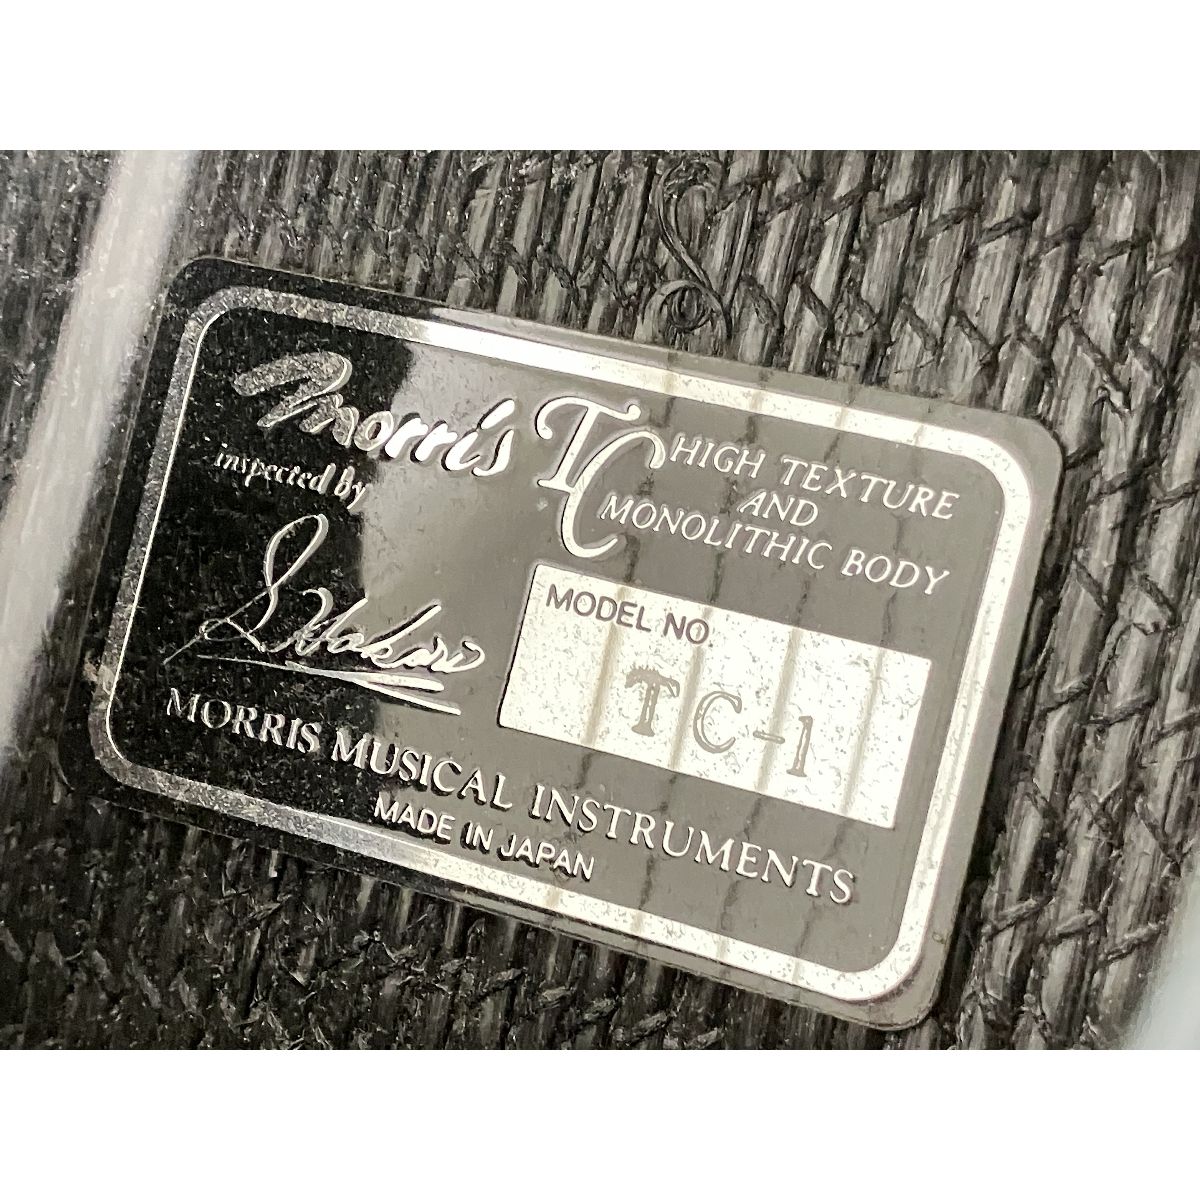 Morris TC HIGH TEXTURE
AND
MONOLITHIC BODY
inspected by
MODEL NO.
TC-1
MORRIS MUSICAL INSTRUMENTS
MADE IN JAPAN